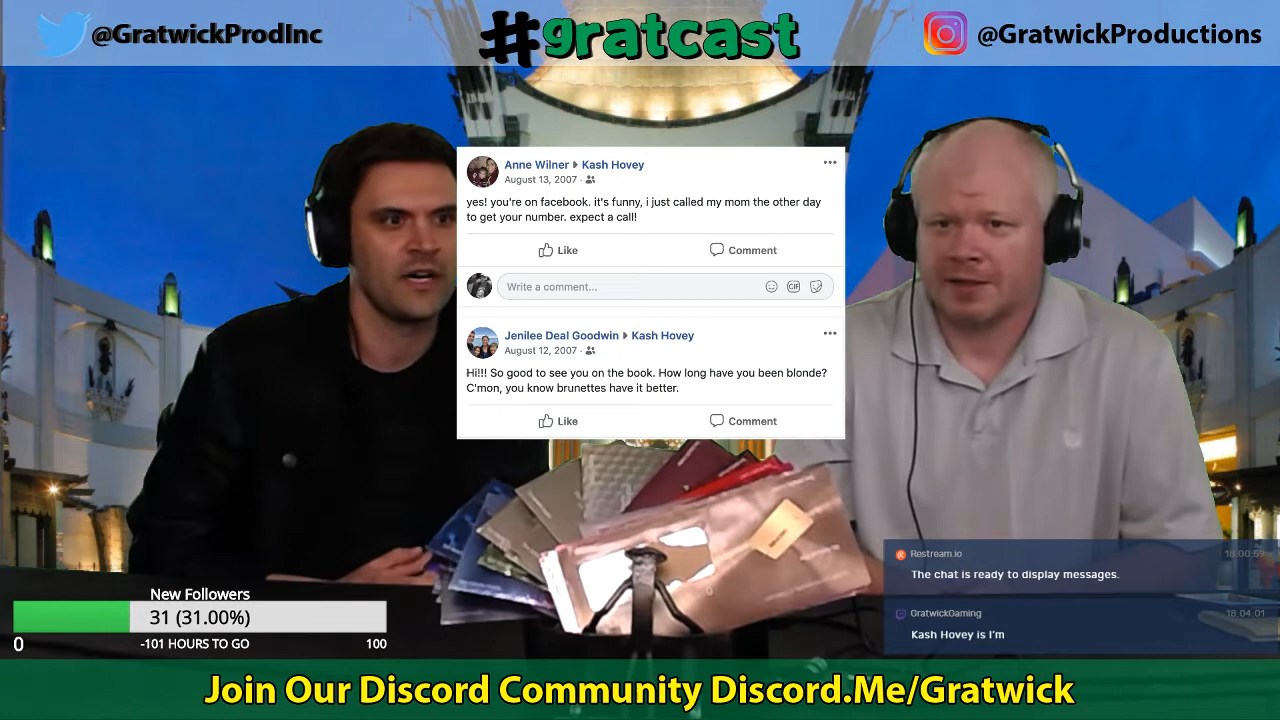 @GratwickProdInc
#gratcast
@GratwickProductions
Anne Wilner ▸ Kash Hovey
August 13, 2007 ·
yes! you're on facebook. it's funny, i just called my mom the other day
to get your number. expect a call!
Like
Comment
Write a comment...
GIF
Jenilee Deal Goodwin ▸ Kash Hovey
August 12, 2007 ·
Hi!!! So good to see you on the book. How long have you been blonde?
C'mon, you know brunettes have it better.
Like
Comment
Restream.io
18:00:59
The chat is ready to display messages.
GratwickGaming
18:04:01
Kash Hovey is I'm
New Followers
31 (31.00%)
0
-101 HOURS TO GO
100
Join Our Discord Community Discord.Me/Gratwick